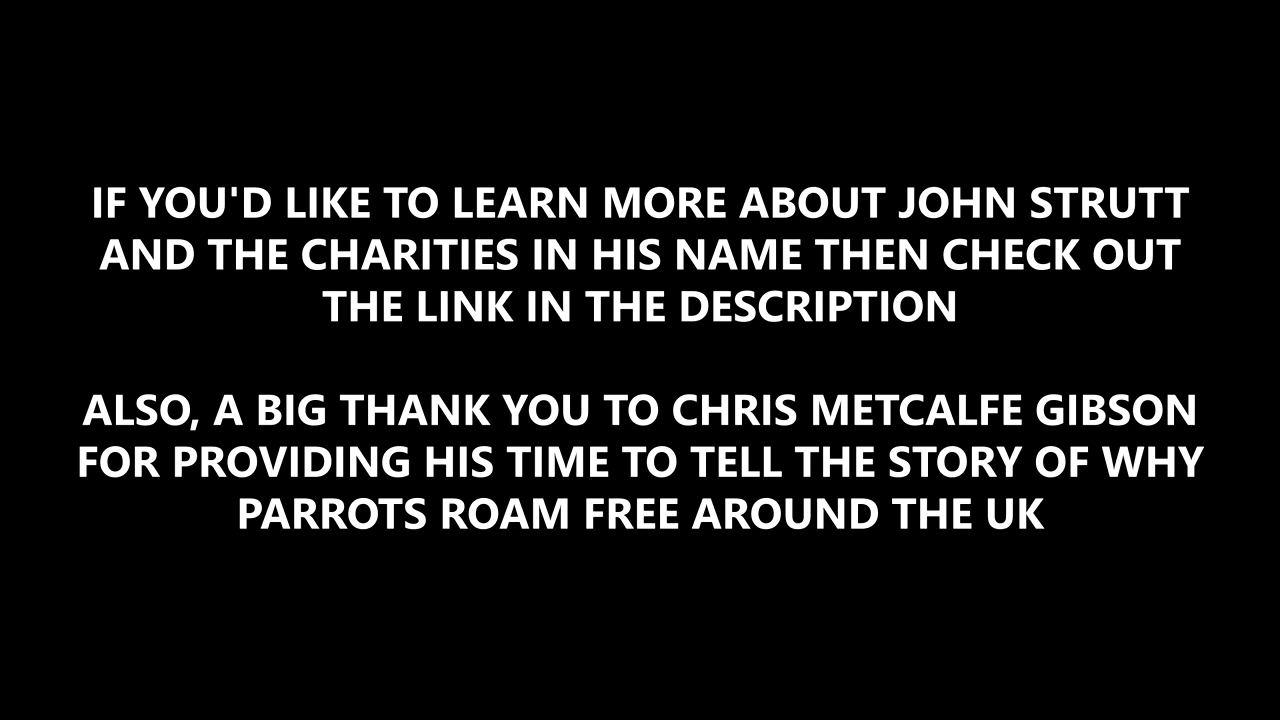 IF YOU'D LIKE TO LEARN MORE ABOUT JOHN STRUTT
AND THE CHARITIES IN HIS NAME THEN CHECK OUT
THE LINK IN THE DESCRIPTION
ALSO, A BIG THANK YOU TO CHRIS METCALFE GIBSON
FOR PROVIDING HIS TIME TO TELL THE STORY OF WHY
PARROTS ROAM FREE AROUND THE UK